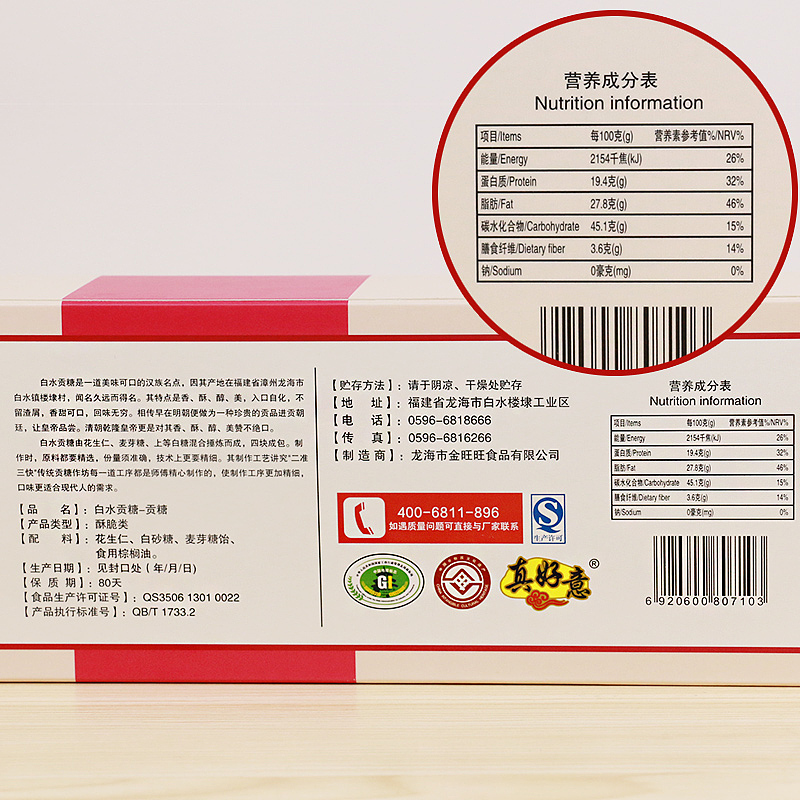 营养成分表
Nutrition information
项目/Items 每100克(g) 营养素参考值%/NRV%
能量/Energy 2154千焦(kJ) 26%
蛋白质/Protein 19.4克(g) 32%
脂肪/Fat 27.8克(g) 46%
碳水化合物/Carbohydrate 45.1克(g) 15%
膳食纤维/Dietary fiber 3.6克(g) 14%
钠/Sodium 0毫克(mg) 0%
白水贡糖是一道美味可口的汉族名点，因其产地在福建省漳州龙海市
白水镇楼埭村，闻名久远而得名。其特点是香、酥、醇、美，入口自化，不
留渣屑，香甜可口，回味无穷。相传早在明朝便做为一种珍贵的贡品进贡朝
廷，让皇帝品尝。清朝乾隆皇帝更是对其香、酥、醇、美赞不绝口。
白水贡糖由花生仁、麦芽糖、上等白糖混合捶炼而成，四块成包。制
作时，原料都要精选，份量须准确，技术上更要精细。其制作工艺讲究"二准
三快"传统贡糖作坊每一道工序都是师傅精心制作的，使制作工序更加精细，
口味更适合现代人的需求。
【品 名】：白水贡糖-贡糖
【产品类型】：酥脆类
【配 料】：花生仁、白砂糖、麦芽糖饴、
食用棕榈油。
【生产日期】：见封口处（年/月/日）
【保 质 期】：80天
【食品生产许可证号】：QS3506 1301 0022
【产品执行标准号】：QB/T 1733.2
【贮存方法】：请于阴凉、干燥处贮存
【地 址】：福建省龙海市白水楼埭工业区
【电 话】：0596-6818666
【传 真】：0596-6816266
【制造商】：龙海市金旺旺食品有限公司
400-6811-896
如遇质量问题可直接与厂家联系
QS
生产许可
GI
真好意®
营养成分表
Nutrition information
项目/Items 每100克(g) 营养素参考值%/NRV%
能量/Energy 2154千焦(kJ) 26%
蛋白质/Protein 19.4克(g) 32%
脂肪/Fat 27.8克(g) 46%
碳水化合物/Carbohydrate 45.1克(g) 15%
膳食纤维/Dietary fiber 3.6克(g) 14%
钠/Sodium 0毫克(mg) 0%
6 920600 807103